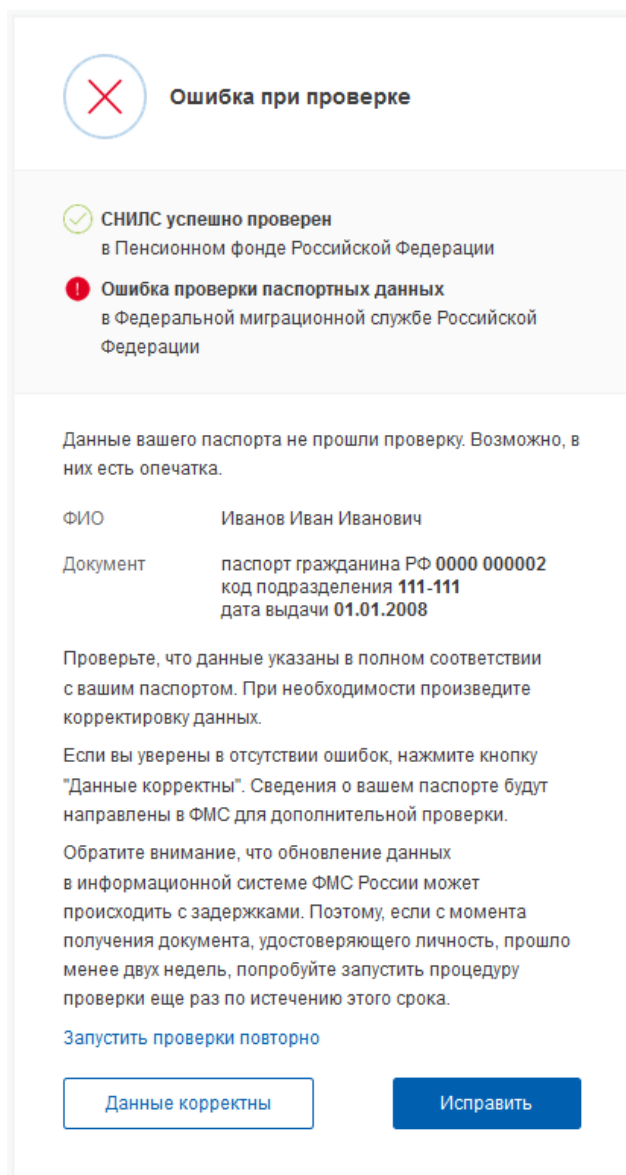 Ошибка при проверке
СНИЛС успешно проверен
в Пенсионном фонде Российской Федерации
Ошибка проверки паспортных данных
в Федеральной миграционной службе Российской
Федерации
Данные вашего паспорта не прошли проверку. Возможно, в
них есть опечатка.
ФИО Иванов Иван Иванович
Документ паспорт гражданина РФ 0000 000002
код подразделения 111-111
дата выдачи 01.01.2008
Проверьте, что данные указаны в полном соответствии
с вашим паспортом. При необходимости произведите
корректировку данных.
Если вы уверены в отсутствии ошибок, нажмите кнопку
"Данные корректны". Сведения о вашем паспорте будут
направлены в ФМС для дополнительной проверки.
Обратите внимание, что обновление данных
в информационной системе ФМС России может
происходить с задержками. Поэтому, если с момента
получения документа, удостоверяющего личность, прошло
менее двух недель, попробуйте запустить процедуру
проверки еще раз по истечению этого срока.
Запустить проверки повторно
Данные корректны Исправить